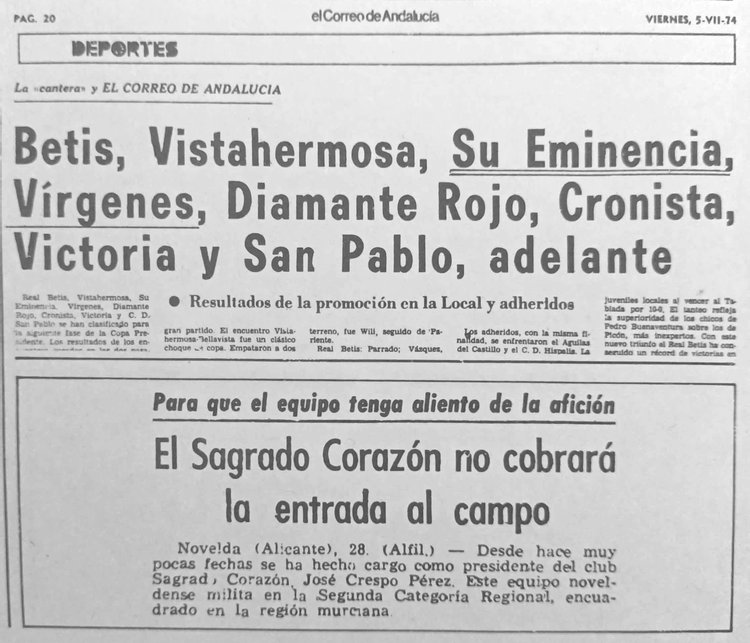 PAG. 20
el Correo de Andalucía
VIERNES, 5-VII-74
DEPORTES
La «cantera» y EL CORREO DE ANDALUCIA
Betis, Vistahermosa, Su Eminencia,
Vírgenes, Diamante Rojo, Cronista,
Victoria y San Pablo, adelante
● Resultados de la promoción en la Local y adheridos
Real Betis, Vistahermosa, Su
Eminencia, Vírgenes, Diamante
Rojo, Cronista, Victoria y C. D.
San Pablo se han clasificado para
la siguiente fase de la Copa Pre-
sidente. Los resultados de los en-
gran partido. El encuentro Vista-
hermosa-Bellavista fue un clásico
choque de copa. Empataron a dos
terreno, fue Will, seguido de Pa-
riente.
Real Betis: Parrado; Vázques,
Los adheridos, con la misma fi-
nalidad, se enfrentaron el Aguilas
del Castillo y el C. D. Hispalis. La
juveniles locales al vencer al Ta-
blada por 10-0. El tanteo refleja
la superioridad de los chicos de
Pedro Buenaventura sobre los de
Picón, más inexpertos. Con este
nuevo triunfo el Real Betis ha con-
seruido un récord de victorias en
Para que el equipo tenga aliento de la afición
El Sagrado Corazón no cobrará
la entrada al campo
Novelda (Alicante), 28. (Alfil.) — Desde hace muy
pocas fechas se ha hecho cargo como presidente del club
Sagrado Corazón, José Crespo Pérez. Este equipo novel-
dense milita en la Segunda Categoría Regional, encua-
drado en la región murciana.